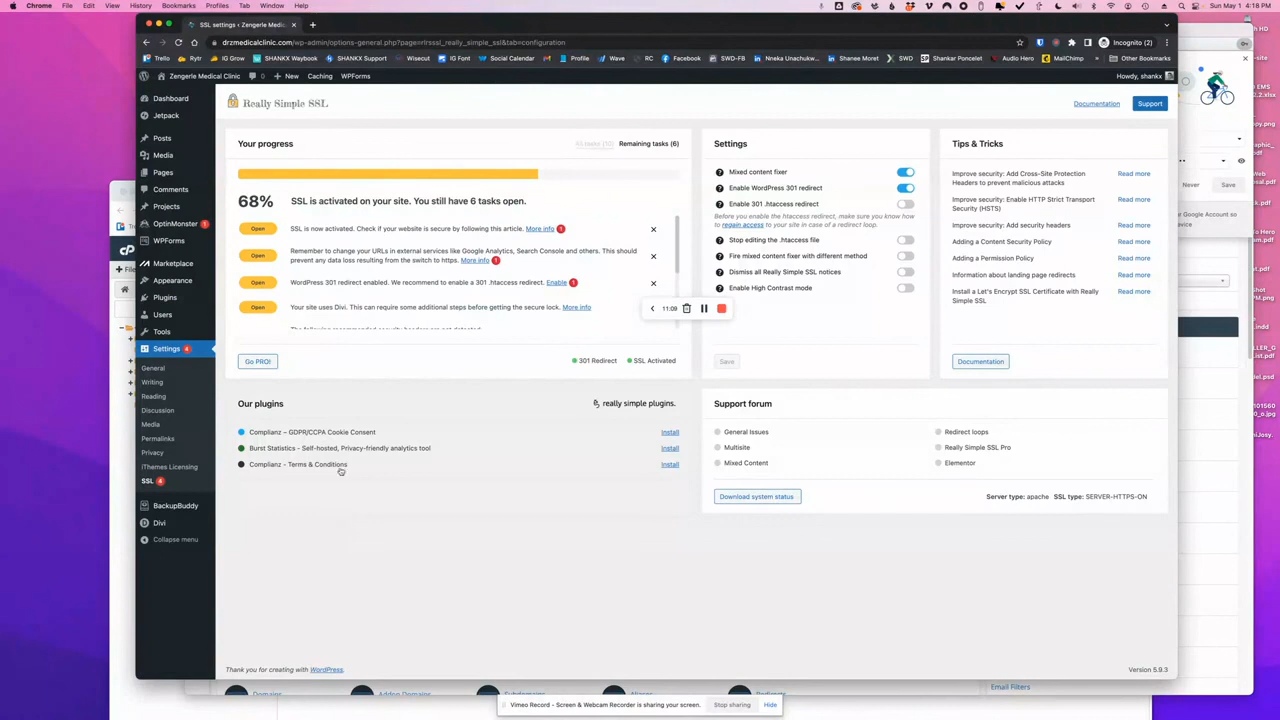 Chrome File Edit View History Bookmarks Profiles Tab Window Help
Sun May 1 4:18 PM
SSL settings ‹ Zengerle Medic
drzmedicalclinic.com/wp-admin/options-general.php?page=rlrsssl_really_simple_ssl&tab=configuration
Incognito (2)
Trello Rytr IG Grow SHANKX Waybook SHANKX Support Wisecut IG Font Social Calendar Profile Wave RC Facebook SWD-FB Nneka Unachukw... Shanee Moret SWD Shankar Poncelet Audio Hero MailChimp » Other Bookmarks
Zengerle Medical Clinic 0 New Caching WPForms
Howdy, shankx
Dashboard
Jetpack
Posts
Media
Pages
Comments
Projects
OptinMonster 1
WPForms
Marketplace
Appearance
Plugins
Users
Tools
Settings 4
General
Writing
Reading
Discussion
Media
Permalinks
Privacy
iThemes Licensing
SSL 4
BackupBuddy
Divi
Collapse menu
Really Simple SSL
Documentation
Support
Your progress
Remaining tasks (6)
68% SSL is activated on your site. You still have 6 tasks open.
Open SSL is now activated. Check if your website is secure by following this article. More info 1
Open Remember to change your URLs in external services like Google Analytics, Search Console and others. This should
prevent any data loss resulting from the switch to https. More info 1
Open WordPress 301 redirect enabled. We recommend to enable a 301 .htaccess redirect. Enable 1
Open Your site uses Divi. This can require some additional steps before getting the secure lock. More info
Go PRO!
301 Redirect SSL Activated
11:09
Settings
Mixed content fixer
Enable WordPress 301 redirect
Enable 301 .htaccess redirect
Before you enable the htaccess redirect, make sure you know how
to regain access to your site in case of a redirect loop.
Stop editing the .htaccess file
Fire mixed content fixer with different method
Dismiss all Really Simple SSL notices
Enable High Contrast mode
Save
Tips & Tricks
Improve security: Add Cross-Site Protection
Headers to prevent malicious attacks
Read more
Improve security: Enable HTTP Strict Transport
Security (HSTS)
Read more
Improve security: Add security headers
Read more
Adding a Content Security Policy
Read more
Adding a Permission Policy
Read more
Information about landing page redirects
Read more
Install a Let's Encrypt SSL Certificate with Really
Simple SSL
Read more
Documentation
Our plugins
really simple plugins.
Complianz – GDPR/CCPA Cookie Consent Install
Burst Statistics - Self-hosted, Privacy-friendly analytics tool Install
Complianz - Terms & Conditions Install
Support forum
General Issues
Redirect loops
Multisite
Really Simple SSL Pro
Mixed Content
Elementor
Download system status
Server type: apache SSL type: SERVER-HTTPS-ON
Thank you for creating with WordPress.
Version 5.9.3
Never
Save
Google Account so
Email Filters
Vimeo Record - Screen & Webcam Recorder is sharing your screen. Stop sharing Hide